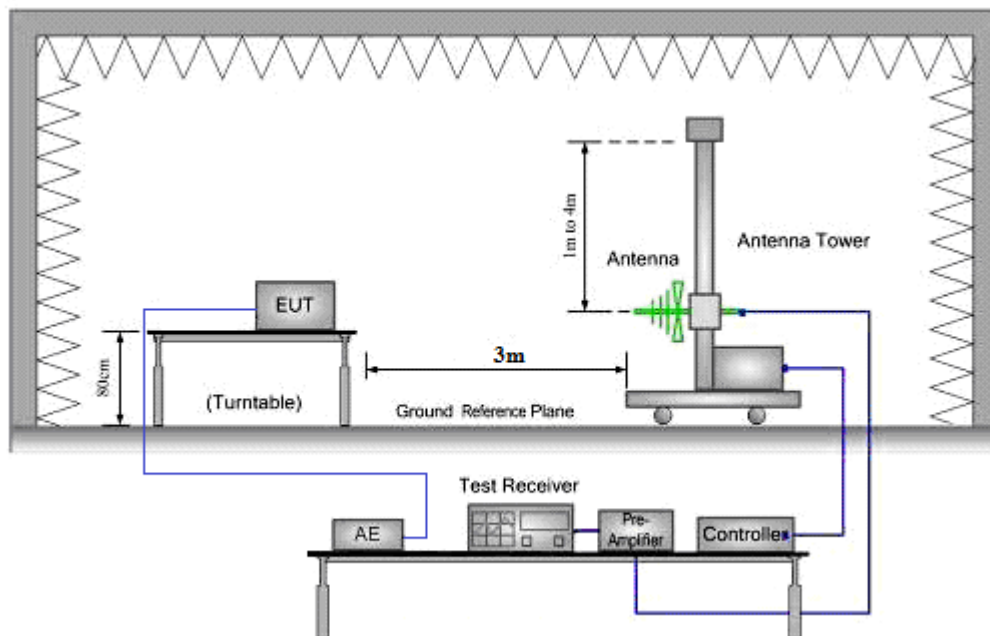 1m to 4m
Antenna
Antenna Tower
EUT
80cm
3m
(Turntable)
Ground Reference Plane
Test Receiver
AE
Pre-
Amplifier
Controller